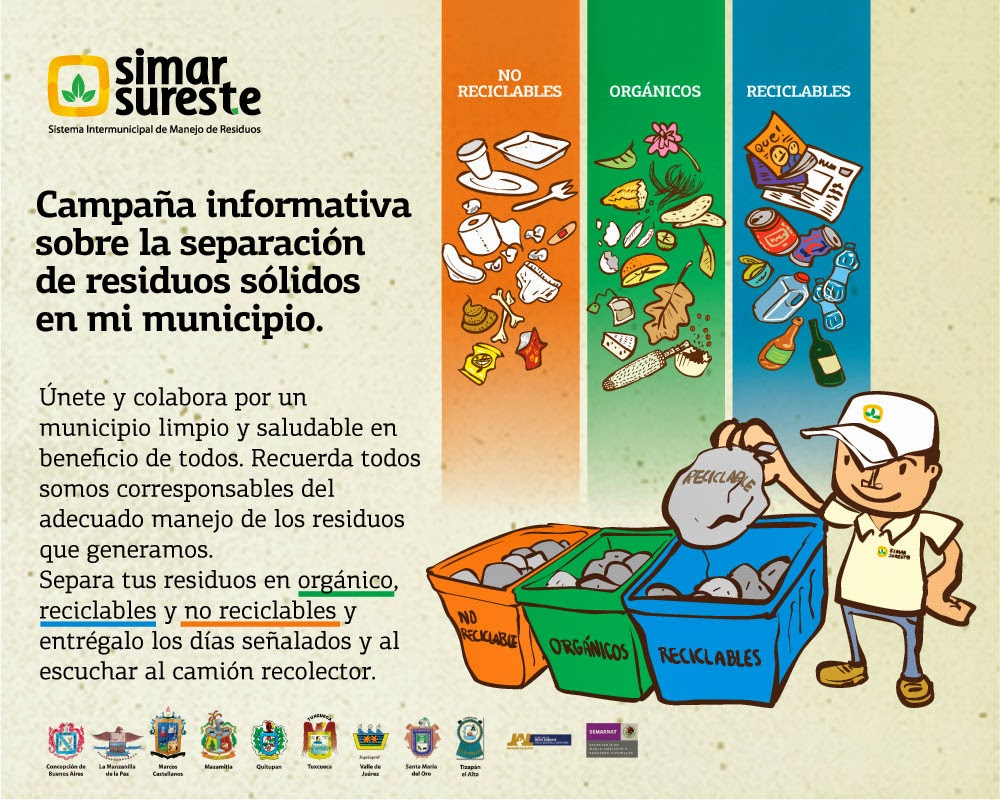 simar
sureste
Sistema Intermunicipal de Manejo de Residuos
Campaña informativa
sobre la separación
de residuos sólidos
en mi municipio.
Únete y colabora por un
municipio limpio y saludable en
beneficio de todos. Recuerda todos
somos corresponsables del
adecuado manejo de los residuos
que generamos.
Separa tus residuos en orgánico,
reciclables y no reciclables y
entrégalo los días señalados y al
escuchar al camión recolector.
NO
RECICLABLES
ORGÁNICOS
RECICLABLES
QUÉ!
RECICLABLE
SIMAR
SURESTE
NO
RECICLABLE
ORGÁNICOS
RECICLABLES
Concepción de
Buenos Aires
La Manzanilla
de la Paz
Marcos
Castellanos
Mazamitla
Quitupan
TUXCUECA
Tuxcueca
Valle de
Juárez
Santa María
del Oro
Tizapán
el Alto
SEMARNAT